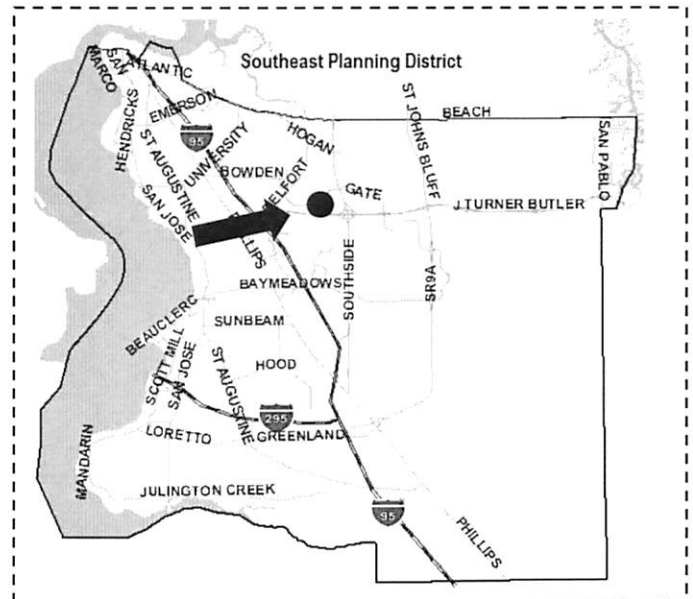 Southeast Planning District
SAN
MARCO
ATLANTIC
HENDRICKS
EMERSON
95
ST AUGUSTINE
UNIVERSITY
HOGAN
ST JOHNS BLUFF
BEACH
SAN PABLO
BOWDEN
GATE
SAN JOSE
J TURNER BUTLER
BAYMEADOWS
SOUTHSIDE
SR9A
BEAUCLERC
SUNBEAM
SCOTT MILL
SAN JOSE
ST AUGUSTINE
HOOD
295
LORETTO
GREENLAND
MANDARIN
JULINGTON CREEK
95
PHILLIPS